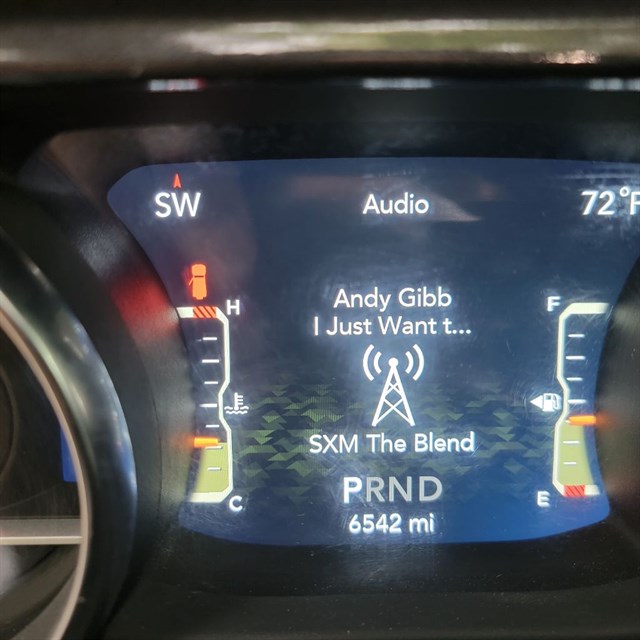 SW
Audio
72°F
H
F
Andy Gibb
I Just Want t...
SXM The Blend
C
E
PRND
6542 mi